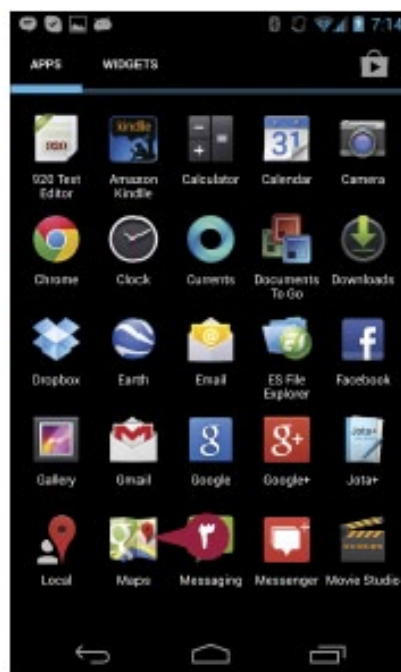 7:14
APPS WIDGETS
920 Text Editor Amazon Kindle Calculator Calendar Camera
kindle
31
Chrome Clock Currents Documents To Go Downloads
Dropbox Earth Email ES File Explorer Facebook
Gallery Gmail Google Google+ Jota+
Local Maps Messaging Messenger Movie Studio
٣